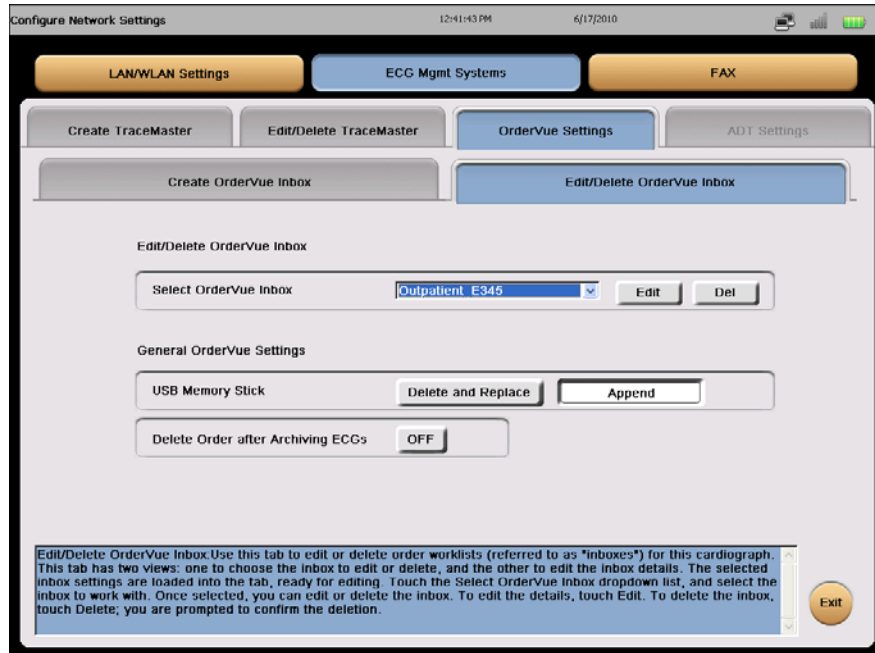 Configure Network Settings 12:41:43 PM 6/17/2010
LAN/WLAN Settings ECG Mgmt Systems FAX
Create TraceMaster Edit/Delete TraceMaster OrderVue Settings ADT Settings
Create OrderVue Inbox Edit/Delete OrderVue Inbox
Edit/Delete OrderVue Inbox
Select OrderVue Inbox Outpatient_E345 Edit Del
General OrderVue Settings
USB Memory Stick Delete and Replace Append
Delete Order after Archiving ECGs OFF
Edit/Delete OrderVue Inbox.Use this tab to edit or delete order worklists (referred to as "inboxes") for this cardiograph.
This tab has two views: one to choose the inbox to edit or delete, and the other to edit the inbox details. The selected
inbox settings are loaded into the tab, ready for editing. Touch the Select OrderVue Inbox dropdown list, and select the
inbox to work with. Once selected, you can edit or delete the inbox. To edit the details, touch Edit. To delete the inbox,
touch Delete; you are prompted to confirm the deletion.
Exit